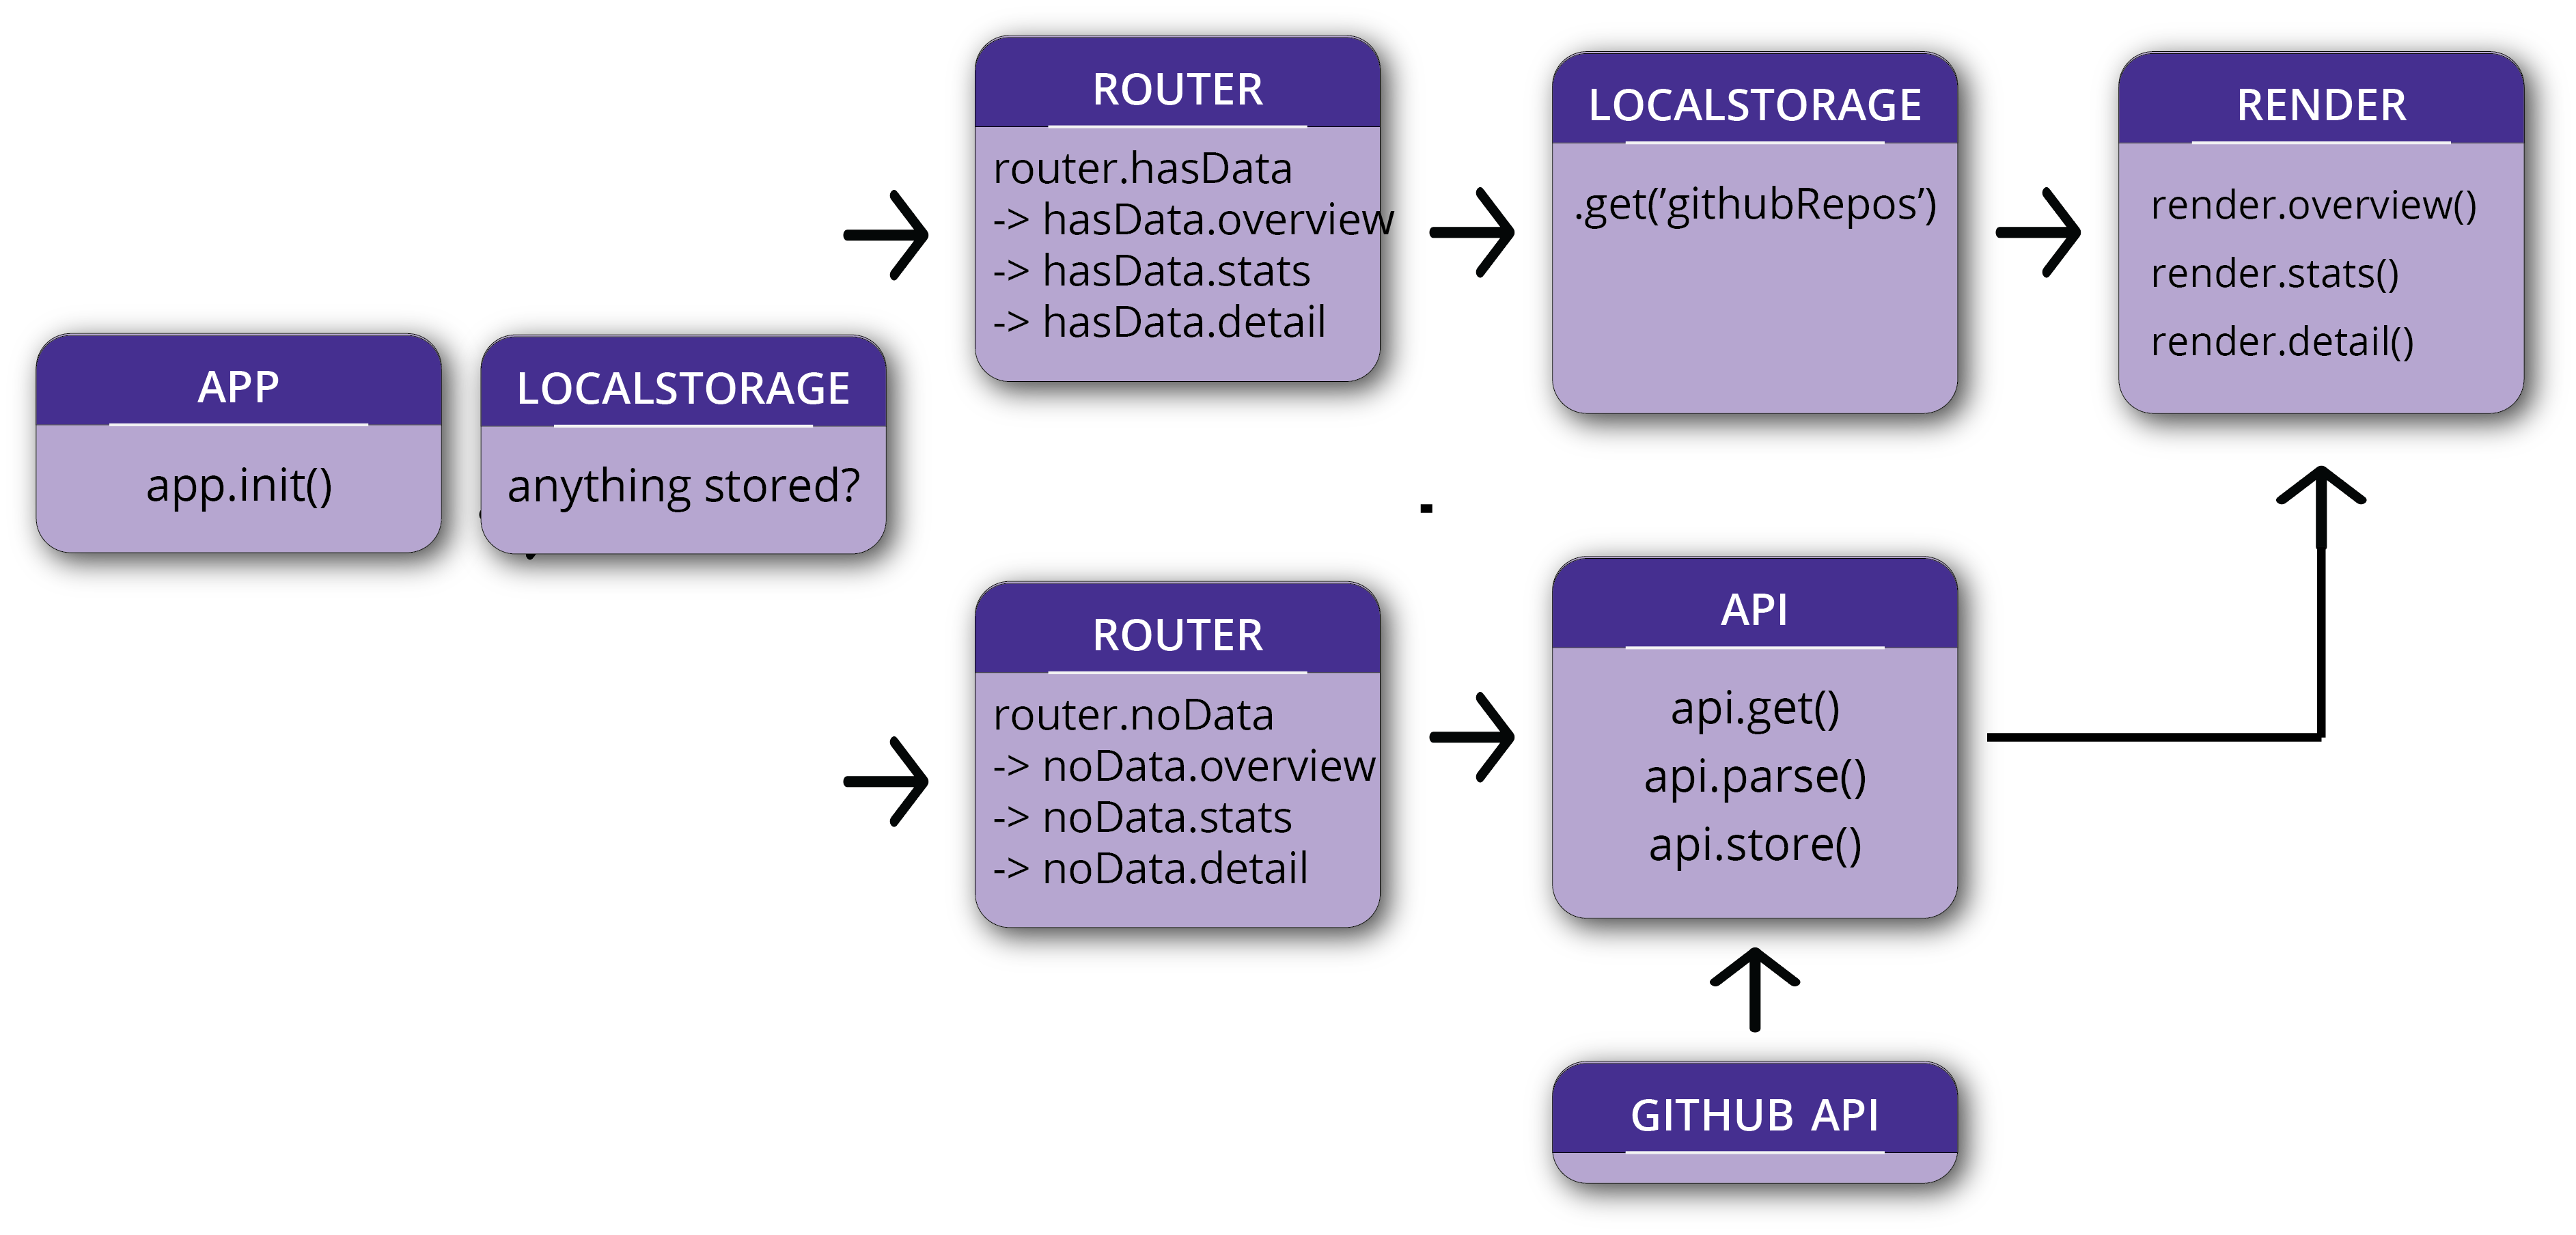 APP
app.init()
LOCALSTORAGE
anything stored?
ROUTER
router.hasData
-> hasData.overview
-> hasData.stats
-> hasData.detail
LOCALSTORAGE
.get(’githubRepos’)
RENDER
render.overview()
render.stats()
render.detail()
ROUTER
router.noData
-> noData.overview
-> noData.stats
-> noData.detail
API
api.get()
api.parse()
api.store()
GITHUB API